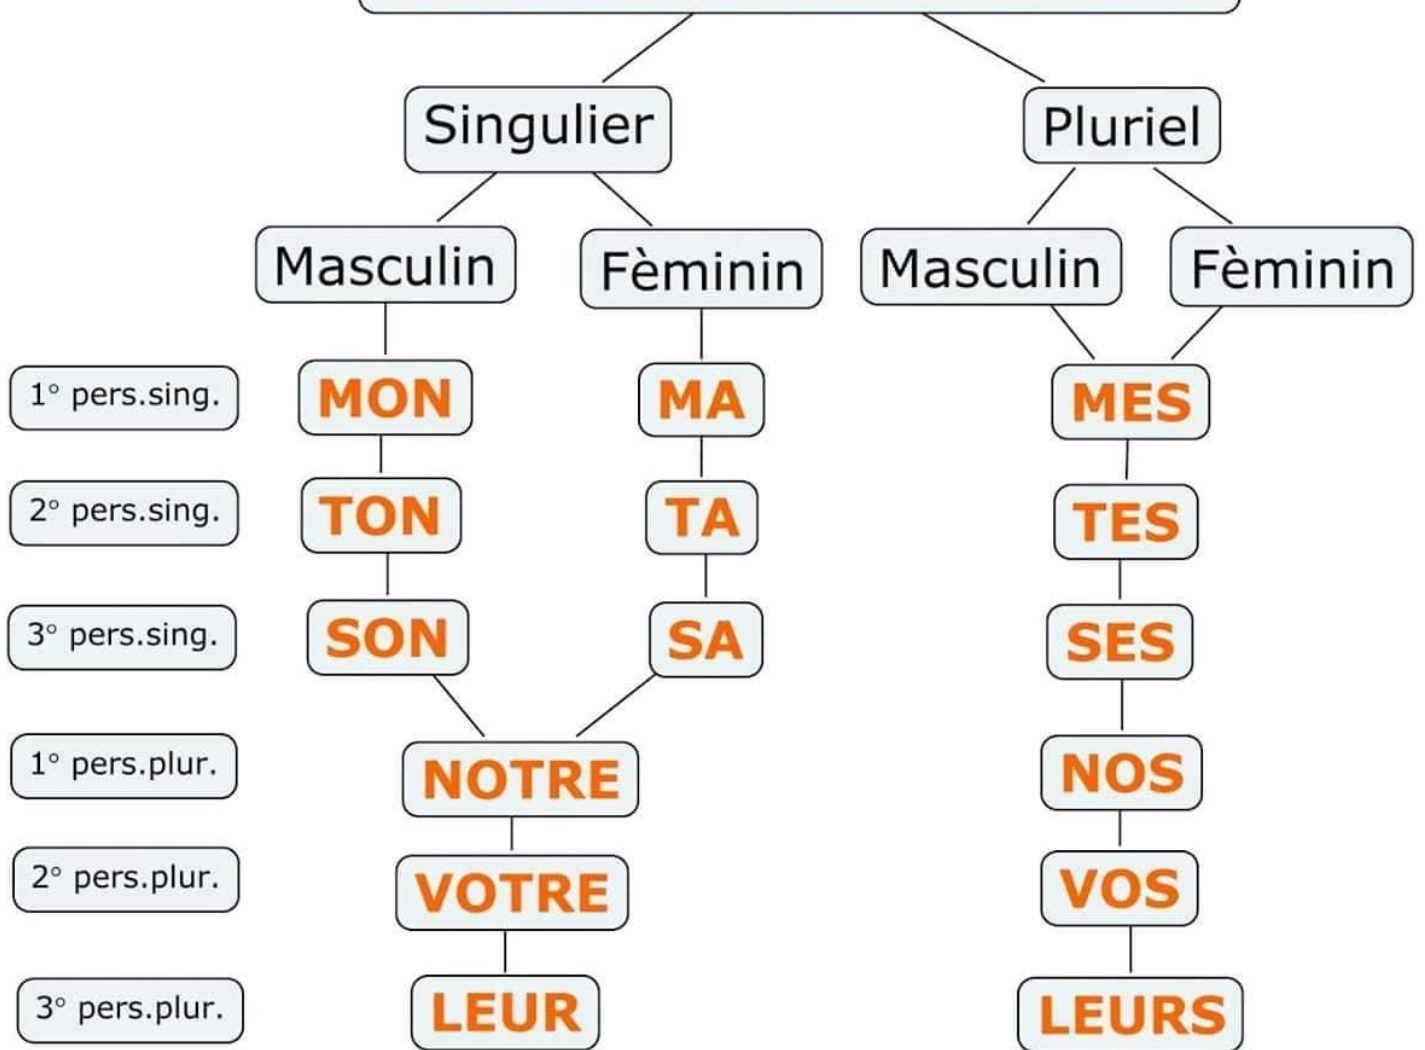 Singulier Pluriel
Masculin Fèminin Masculin Fèminin
1° pers.sing. MON MA MES
2° pers.sing. TON TA TES
3° pers.sing. SON SA SES
1° pers.plur. NOTRE NOS
2° pers.plur. VOTRE VOS
3° pers.plur. LEUR LEURS